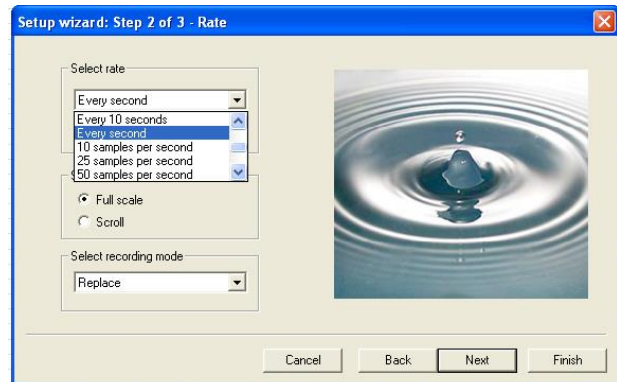 Setup wizard: Step 2 of 3 - Rate
Select rate
Every second
Every 10 seconds
Every second
10 samples per second
25 samples per second
50 samples per second
Full scale
Scroll
Select recording mode
Replace
Cancel
Back
Next
Finish